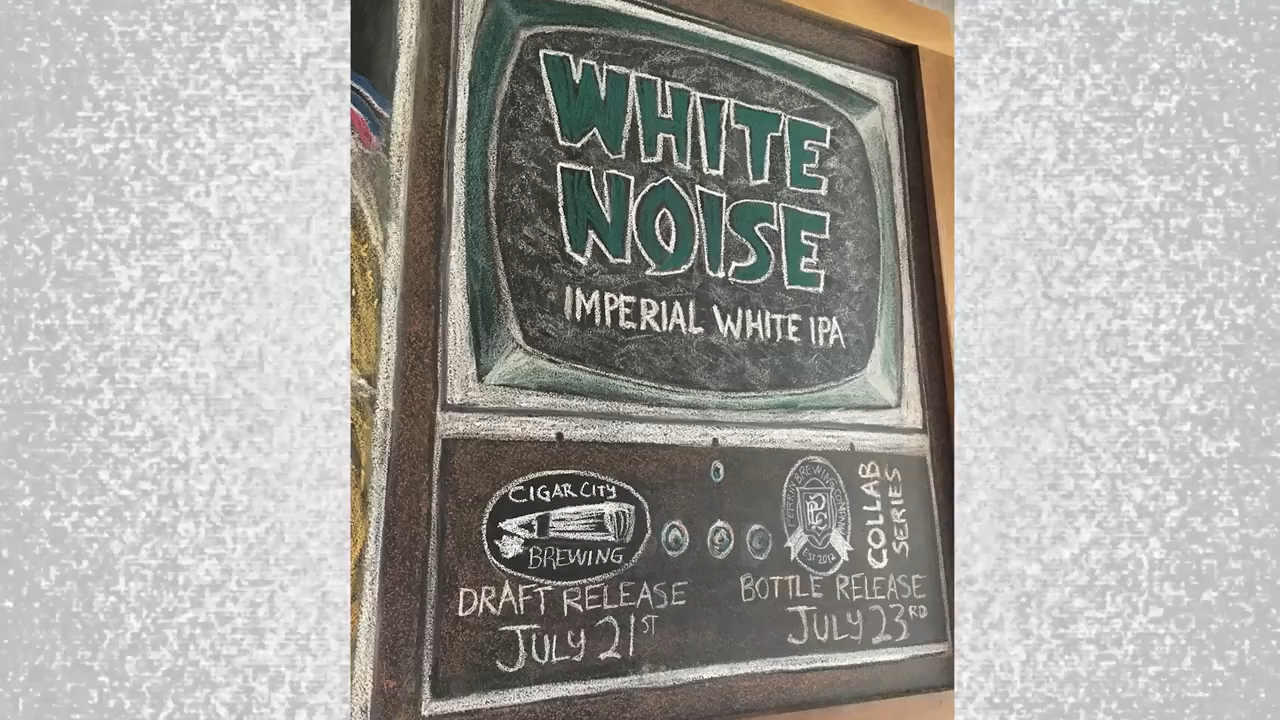 WHITE
NOISE
IMPERIAL WHITE IPA
CIGAR CITY
BREWING
DRAFT RELEASE
JULY 21ST
BREWING COMPANY
EST 2012
COLLAB
SERIES
BOTTLE RELEASE
JULY 23RD